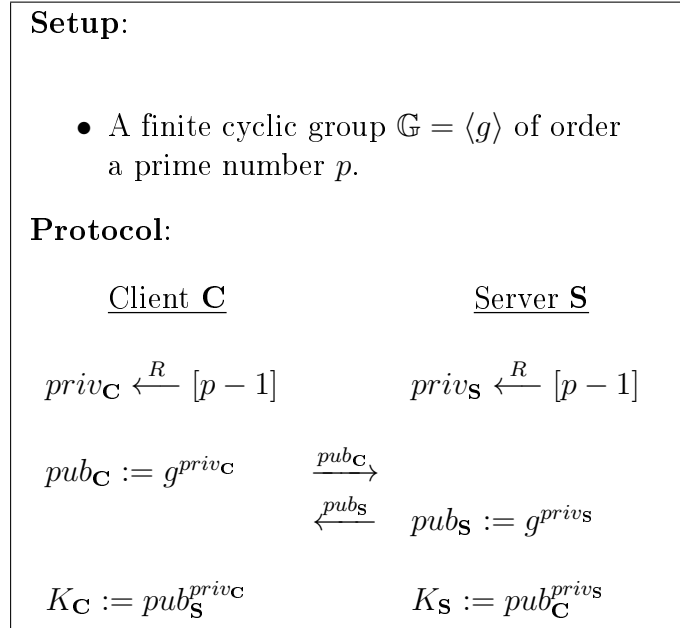 Setup:
• A finite cyclic group 𝔾 = ⟨g⟩ of order
a prime number p.
Protocol:
Client C Server S
priv_C ←^R [p − 1] priv_S ←^R [p − 1]
pub_C := g^{priv_C} →^{pub_C}
←^{pub_S} pub_S := g^{priv_S}
K_C := pub_S^{priv_C} K_S := pub_C^{priv_S}